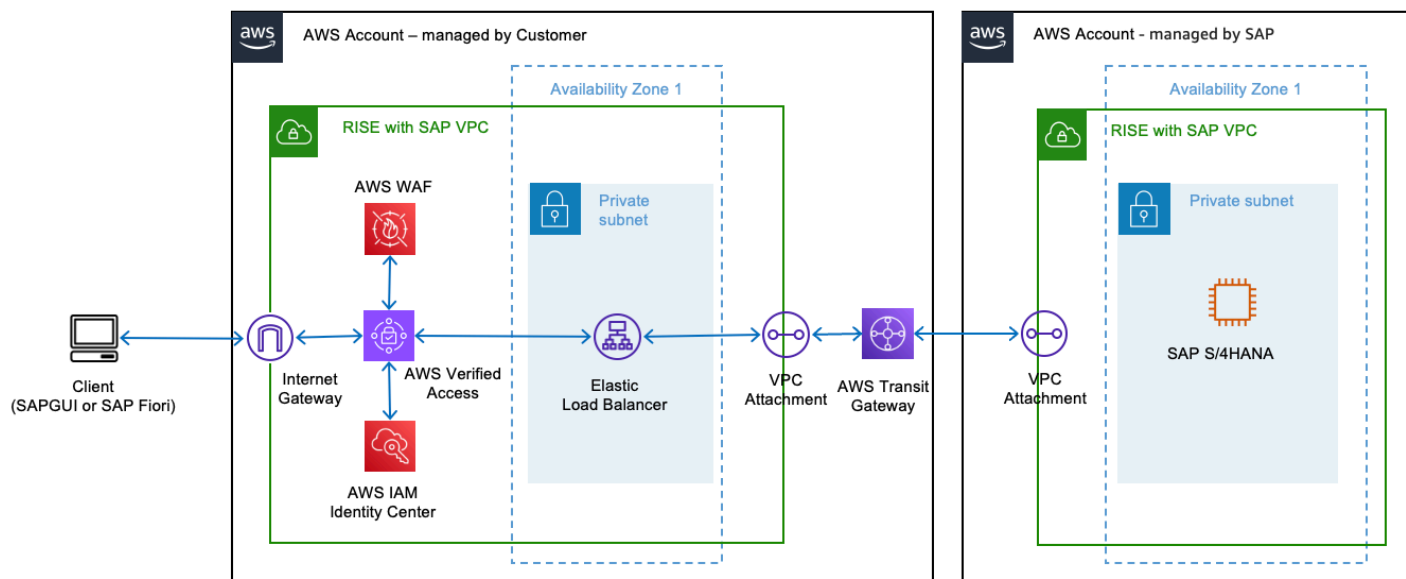 aws
AWS Account – managed by Customer
Availability Zone 1
RISE with SAP VPC
AWS WAF
Private
subnet
Client
(SAPGUI or SAP Fiori)
Internet
Gateway
AWS Verified
Access
Elastic
Load Balancer
VPC
Attachment
AWS Transit
Gateway
AWS IAM
Identity Center
aws
AWS Account - managed by SAP
Availability Zone 1
RISE with SAP VPC
Private subnet
SAP S/4HANA
VPC
Attachment